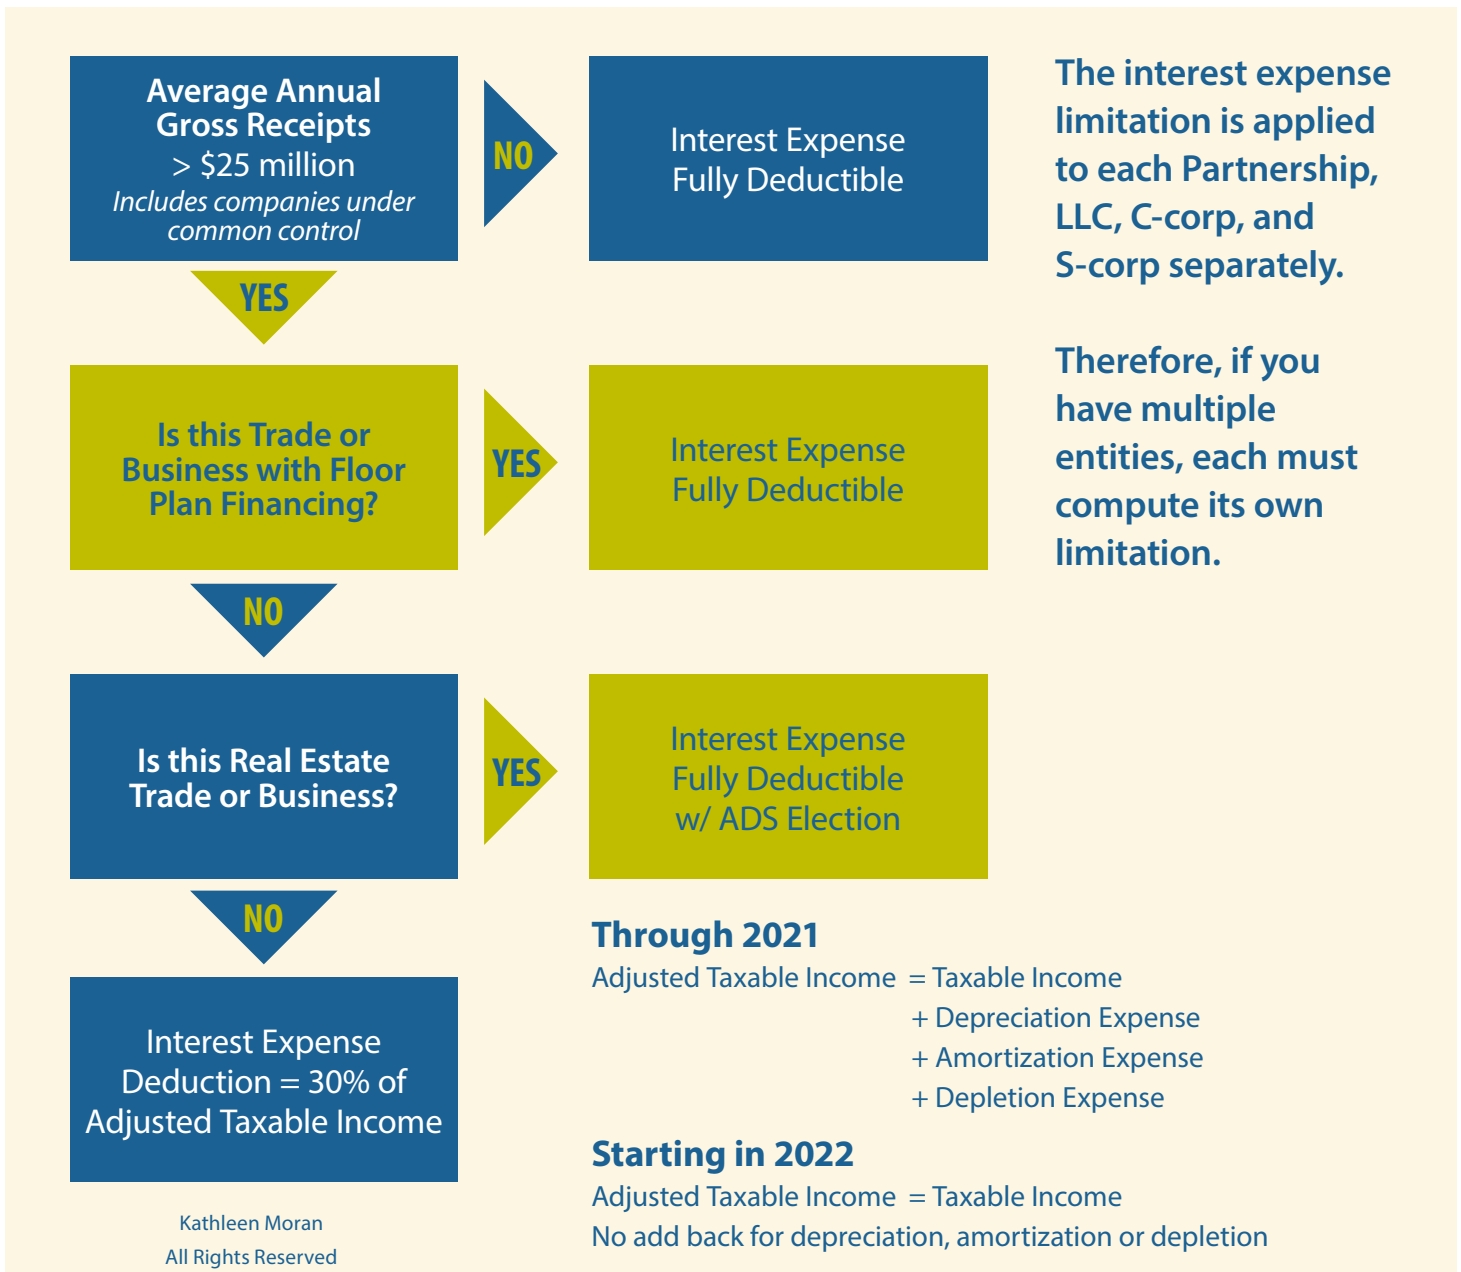 Average Annual
Gross Receipts
> $25 million
Includes companies under
common control
NO
Interest Expense
Fully Deductible
YES
Is this Trade or
Business with Floor
Plan Financing?
YES
Interest Expense
Fully Deductible
NO
Is this Real Estate
Trade or Business?
YES
Interest Expense
Fully Deductible
w/ ADS Election
NO
Interest Expense
Deduction = 30% of
Adjusted Taxable Income
The interest expense
limitation is applied
to each Partnership,
LLC, C-corp, and
S-corp separately.
Therefore, if you
have multiple
entities, each must
compute its own
limitation.
Through 2021
Adjusted Taxable Income = Taxable Income
+ Depreciation Expense
+ Amortization Expense
+ Depletion Expense
Starting in 2022
Adjusted Taxable Income = Taxable Income
No add back for depreciation, amortization or depletion
Kathleen Moran
All Rights Reserved